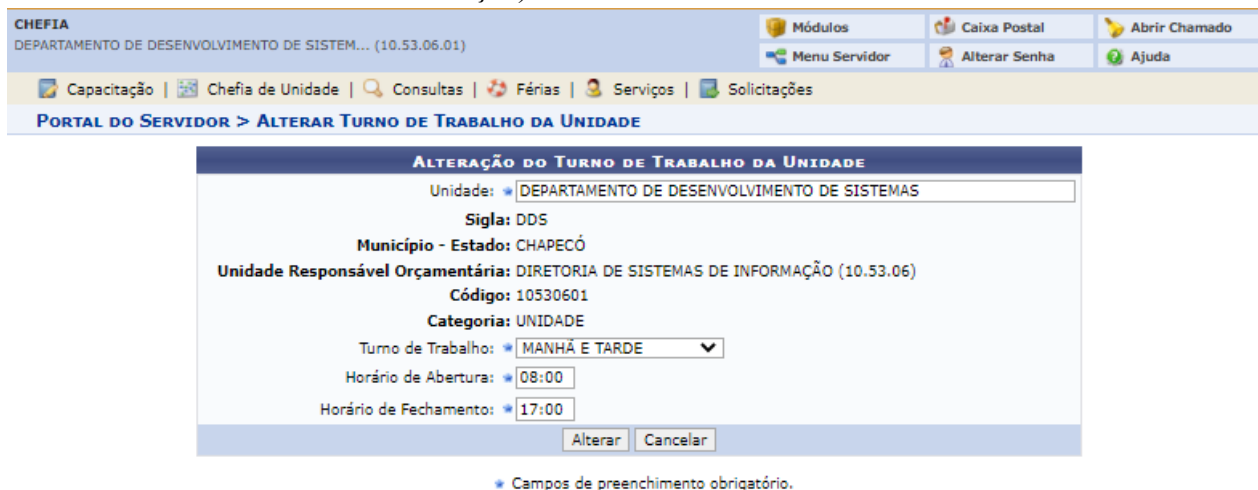 CHEFIA
DEPARTAMENTO DE DESENVOLVIMENTO DE SISTEM... (10.53.06.01)
Módulos
Caixa Postal
Abrir Chamado
Menu Servidor
Alterar Senha
Ajuda
Capacitação | Chefia de Unidade | Consultas | Férias | Serviços | Solicitações
PORTAL DO SERVIDOR > ALTERAR TURNO DE TRABALHO DA UNIDADE
ALTERAÇÃO DO TURNO DE TRABALHO DA UNIDADE
Unidade: DEPARTAMENTO DE DESENVOLVIMENTO DE SISTEMAS
Sigla: DDS
Município - Estado: CHAPECÓ
Unidade Responsável Orçamentária: DIRETORIA DE SISTEMAS DE INFORMAÇÃO (10.53.06)
Código: 10530601
Categoria: UNIDADE
Turno de Trabalho: MANHÃ E TARDE
Horário de Abertura: 08:00
Horário de Fechamento: 17:00
Alterar Cancelar
Campos de preenchimento obrigatório.